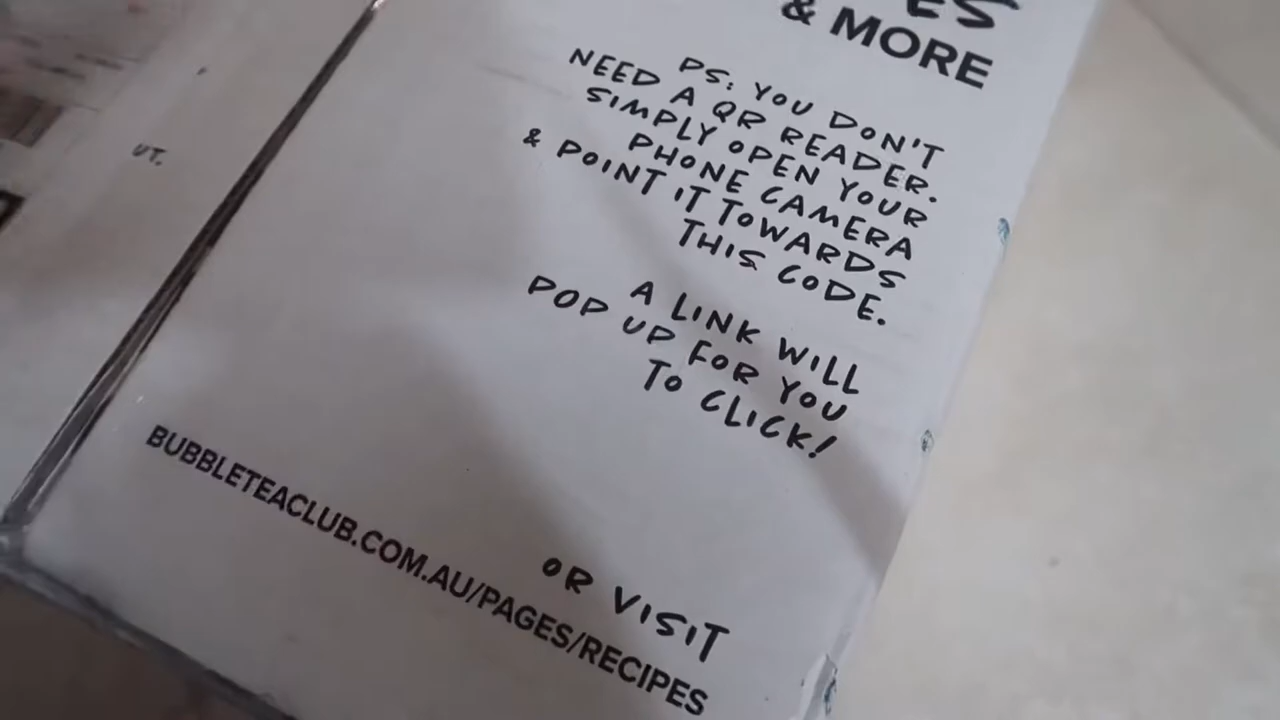 & MORE
PS: YOU DON'T
NEED A QR READER.
SIMPLY OPEN YOUR
PHONE CAMERA
& POINT IT TOWARDS
THIS CODE.
A LINK WILL
POP UP FOR YOU
TO CLICK!
OR VISIT
BUBBLETEACLUB.COM.AU/PAGES/RECIPES
UT.